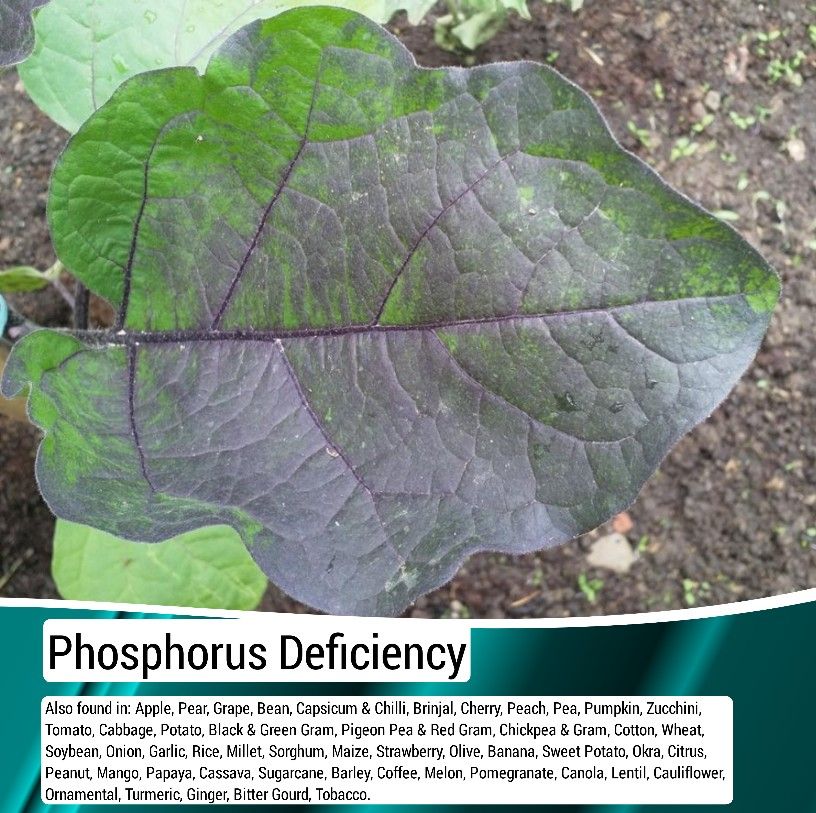 Phosphorus Deficiency
Also found in: Apple, Pear, Grape, Bean, Capsicum & Chilli, Brinjal, Cherry, Peach, Pea, Pumpkin, Zucchini,
Tomato, Cabbage, Potato, Black & Green Gram, Pigeon Pea & Red Gram, Chickpea & Gram, Cotton, Wheat,
Soybean, Onion, Garlic, Rice, Millet, Sorghum, Maize, Strawberry, Olive, Banana, Sweet Potato, Okra, Citrus,
Peanut, Mango, Papaya, Cassava, Sugarcane, Barley, Coffee, Melon, Pomegranate, Canola, Lentil, Cauliflower,
Ornamental, Turmeric, Ginger, Bitter Gourd, Tobacco.